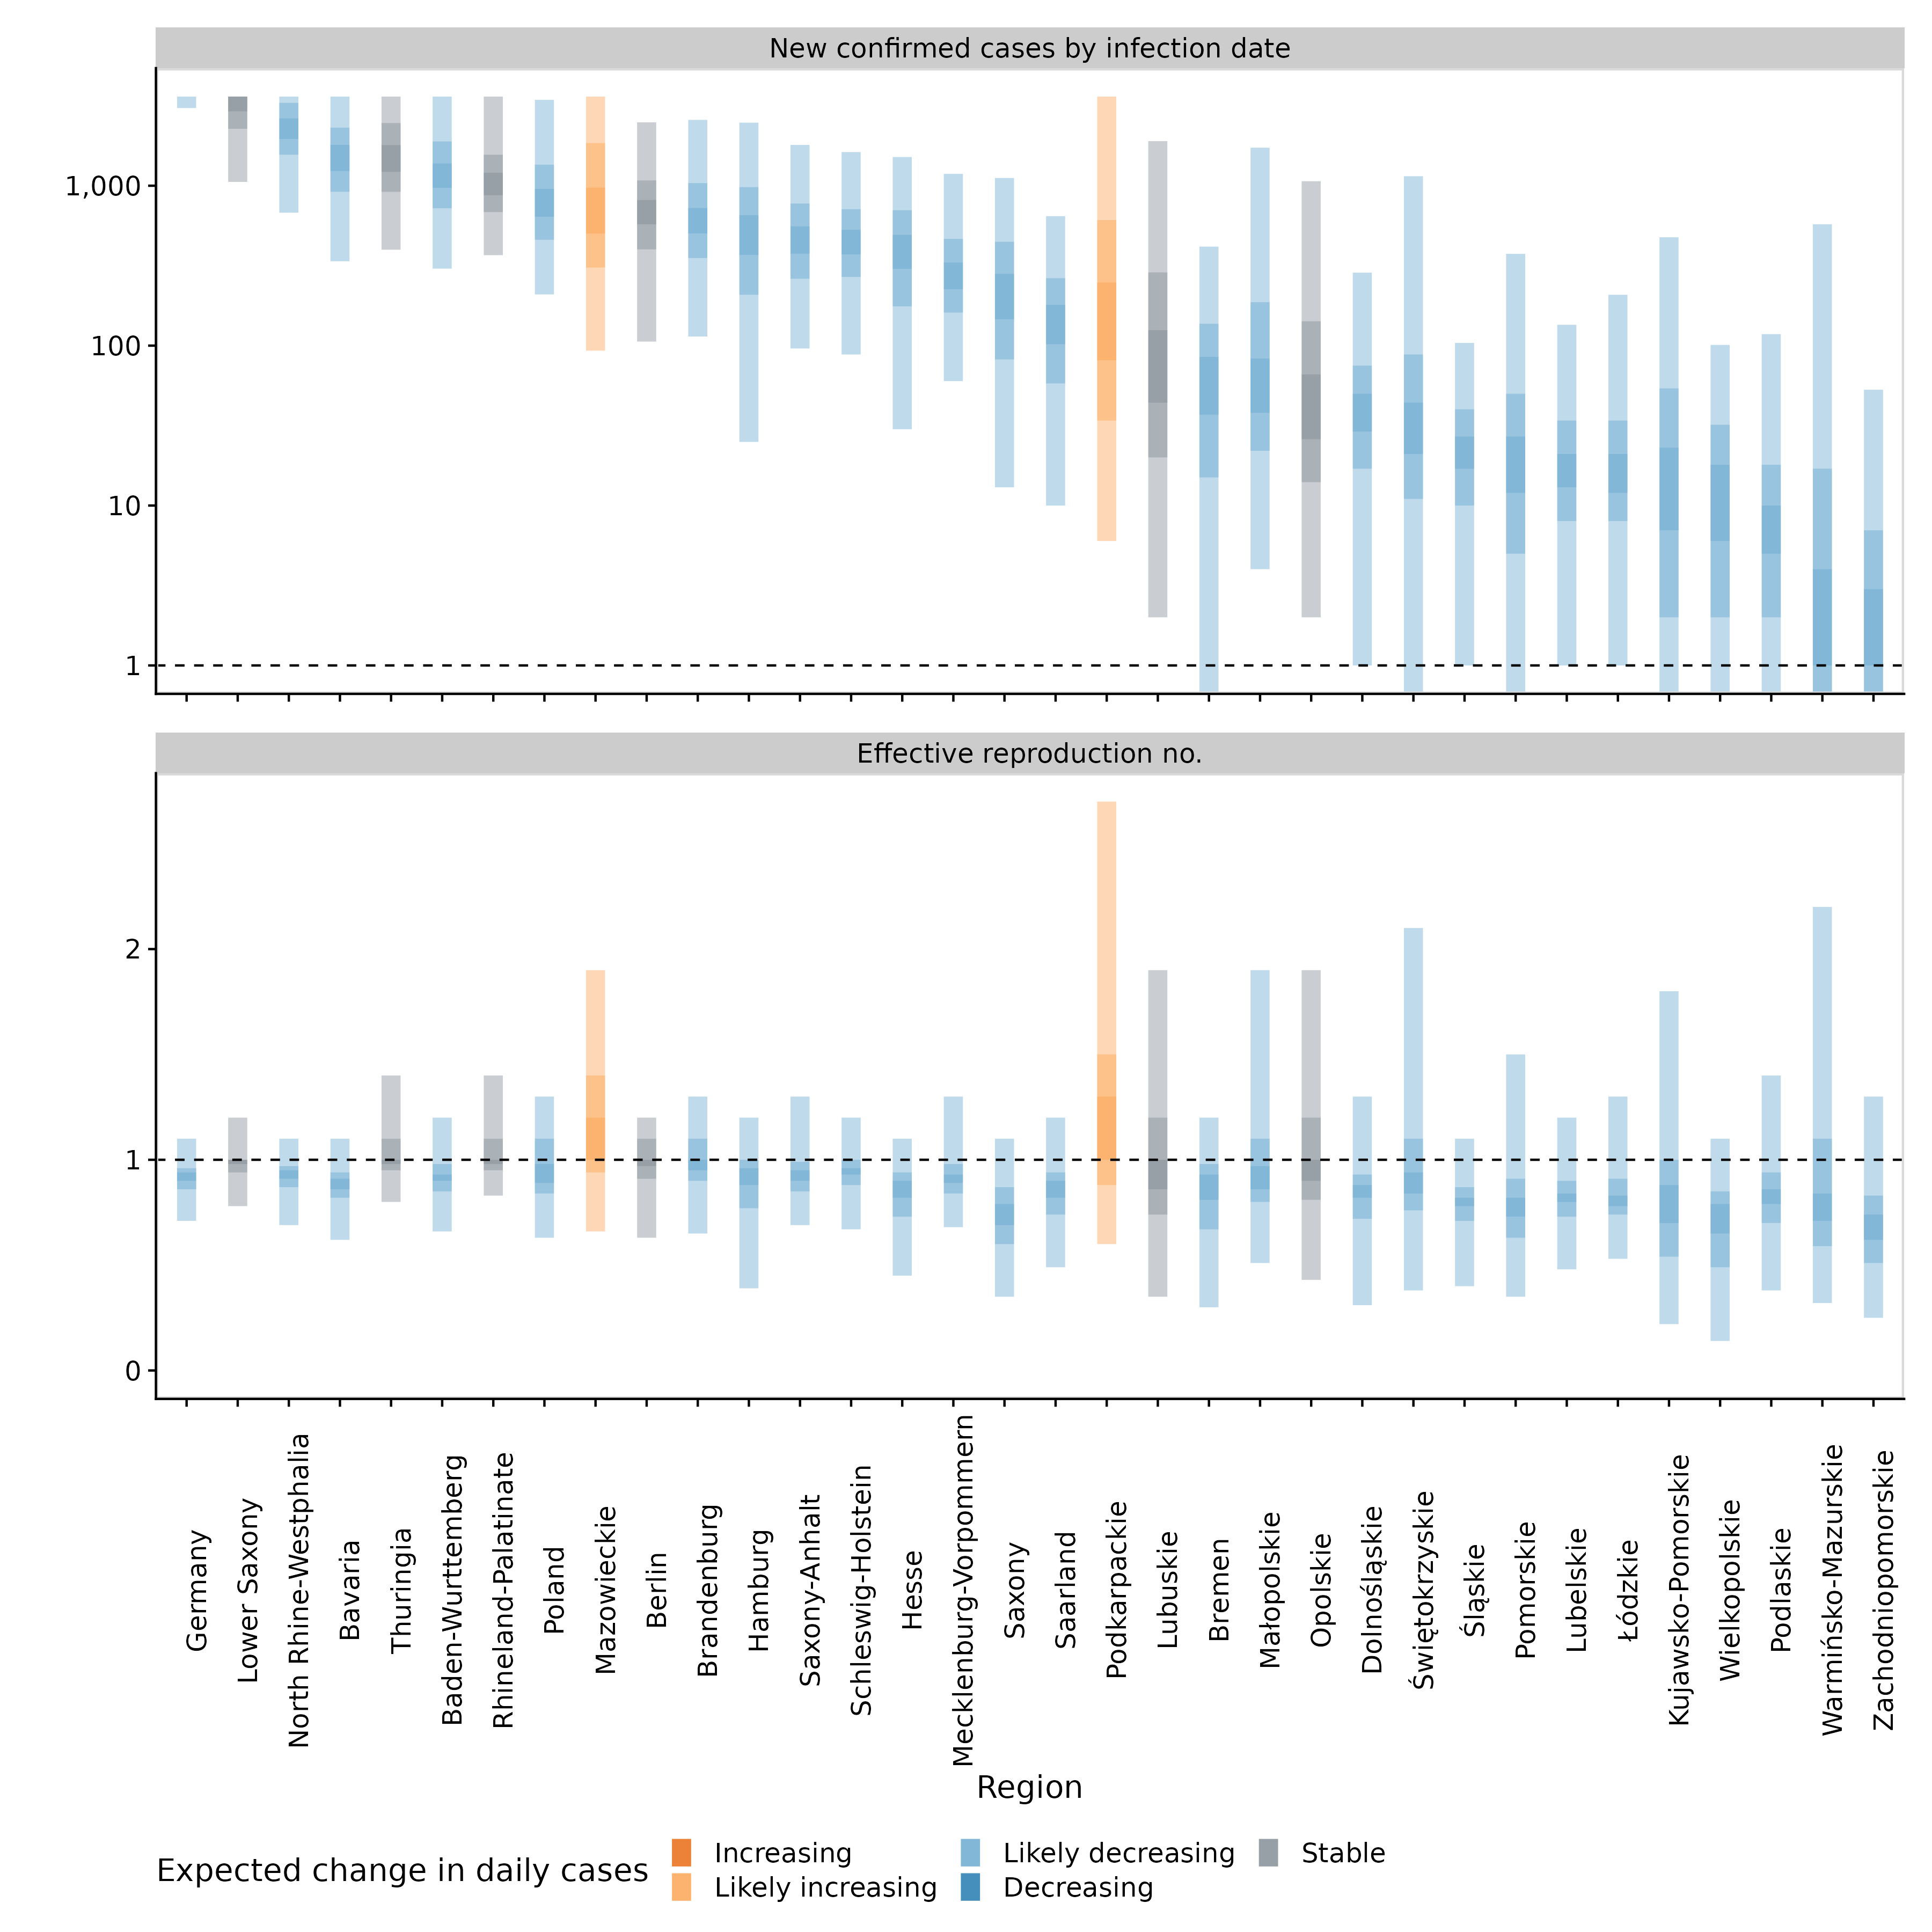 New confirmed cases by infection date
1,000
100
10
1
Effective reproduction no.
2
1
0
Germany
Lower Saxony
North Rhine-Westphalia
Bavaria
Thuringia
Baden-Wurttemberg
Rhineland-Palatinate
Poland
Mazowieckie
Berlin
Brandenburg
Hamburg
Saxony-Anhalt
Schleswig-Holstein
Hesse
Mecklenburg-Vorpommern
Saxony
Saarland
Podkarpackie
Lubuskie
Bremen
Małopolskie
Opolskie
Dolnośląskie
Świętokrzyskie
Śląskie
Pomorskie
Lubelskie
Łódzkie
Kujawsko-Pomorskie
Wielkopolskie
Podlaskie
Warmińsko-Mazurskie
Zachodniopomorskie
Region
Expected change in daily cases
Increasing
Likely increasing
Likely decreasing
Decreasing
Stable